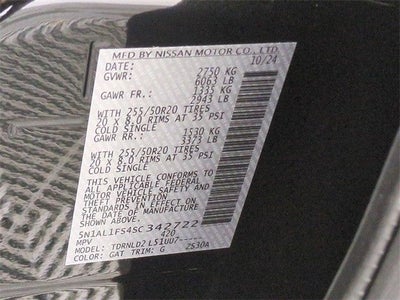 MFD BY NISSAN MOTOR CO., LTD.
DATE: 10/24
GVWR: 2750 KG
6063 LB
GAWR FR.: 1335 KG
2943 LB
WITH 255/50R20 TIRES
20 x 8.0 RIMS AT 35 PSI
COLD SINGLE
GAWR RR.: 1530 KG
3373 LB
WITH 255/50R20 TIRES
20 x 8.0 RIMS AT 35 PSI
COLD SINGLE
THIS VEHICLE CONFORMS TO
ALL APPLICABLE FEDERAL
MOTOR VEHICLE SAFETY AND
THEFT PREVENTION
STANDARDS IN EFFECT ON
THE DATE OF MANUFACTURE
SHOWN ABOVE.
5N1AL1FS4SC342722
MPV 420
MODEL: TDRNLD2 L51UU7-----
COLOR: GAT TRIM: G 2S30A